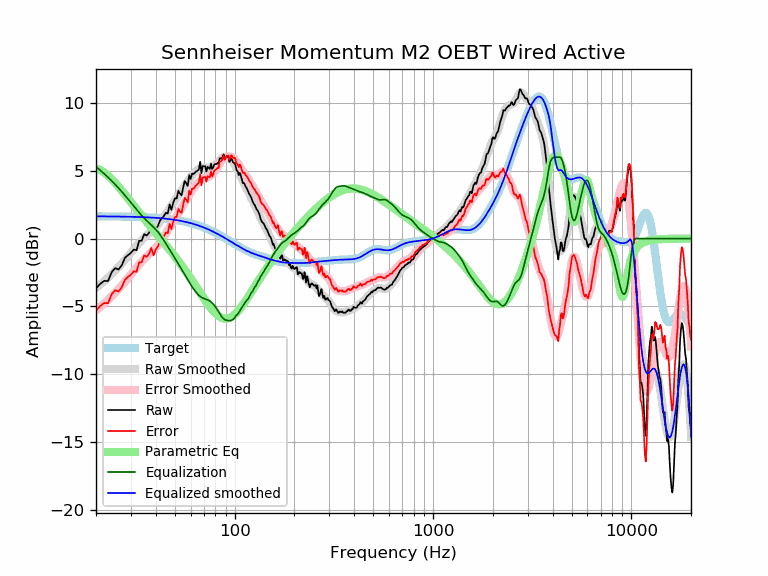 Sennheiser Momentum M2 OEBT Wired Active
10
5
0
−5
−10
−15
−20
Amplitude (dBr)
Target
Raw Smoothed
Error Smoothed
Raw
Error
Parametric Eq
Equalization
Equalized smoothed
100 1000 10000
Frequency (Hz)